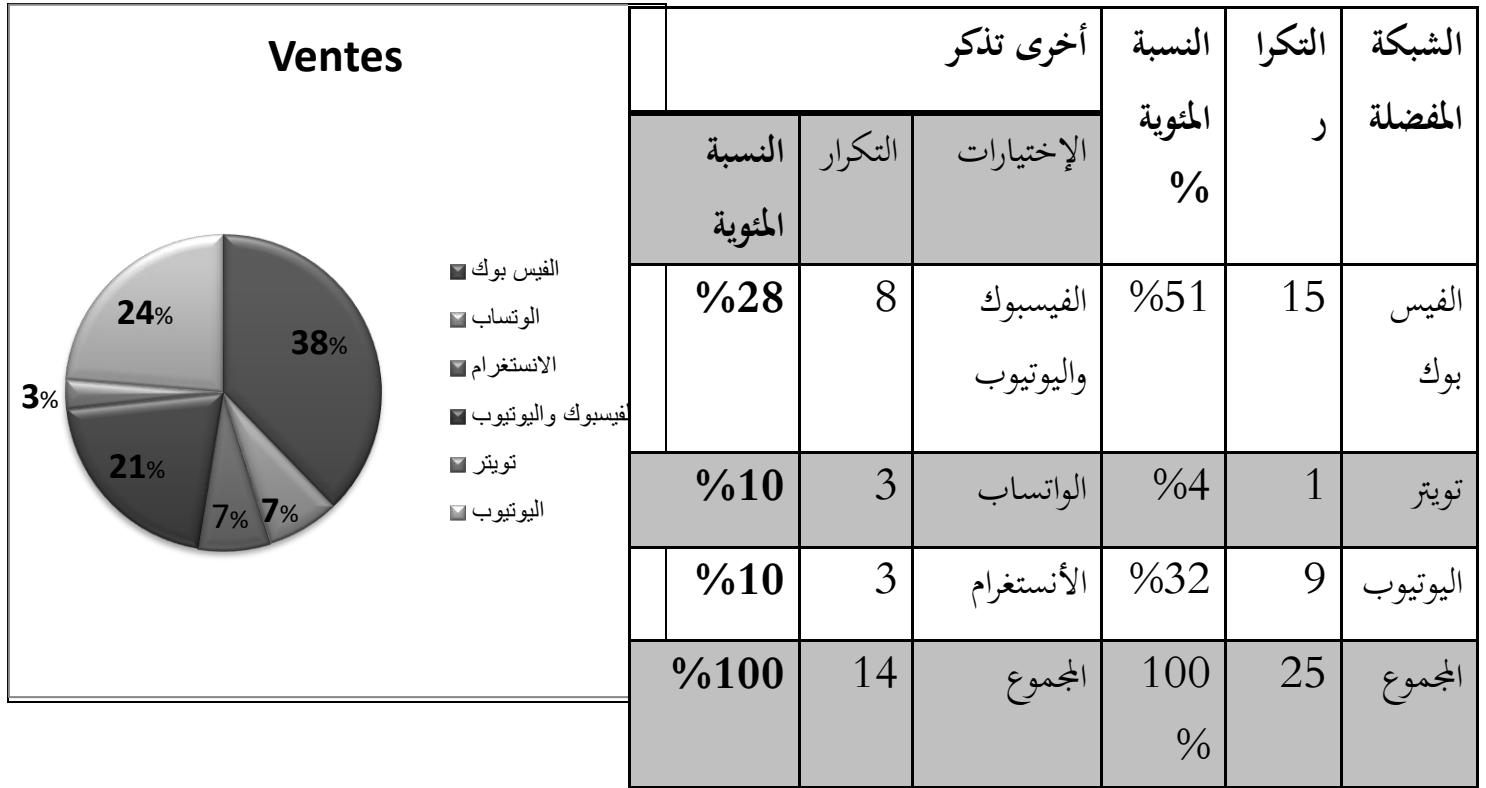 Ventes
24%
38%
3%
21%
7%
7%
الفيس بوك
الوتساب
الانستغرام
لفيسبوك واليوتيوب
تويتر
اليوتيوب
الشبكة المفضلة
التكرا
ر
النسبة المئوية %
أخرى تذكر
الإختيارات
التكرار
النسبة المئوية
الفيس بوك
15
%51
الفيسبوك واليوتيوب
8
%28
تويتر
1
%4
الواتساب
3
%10
اليوتيوب
9
%32
الأنستغرام
3
%10
المجموع
25
100 %
المجموع
14
%100